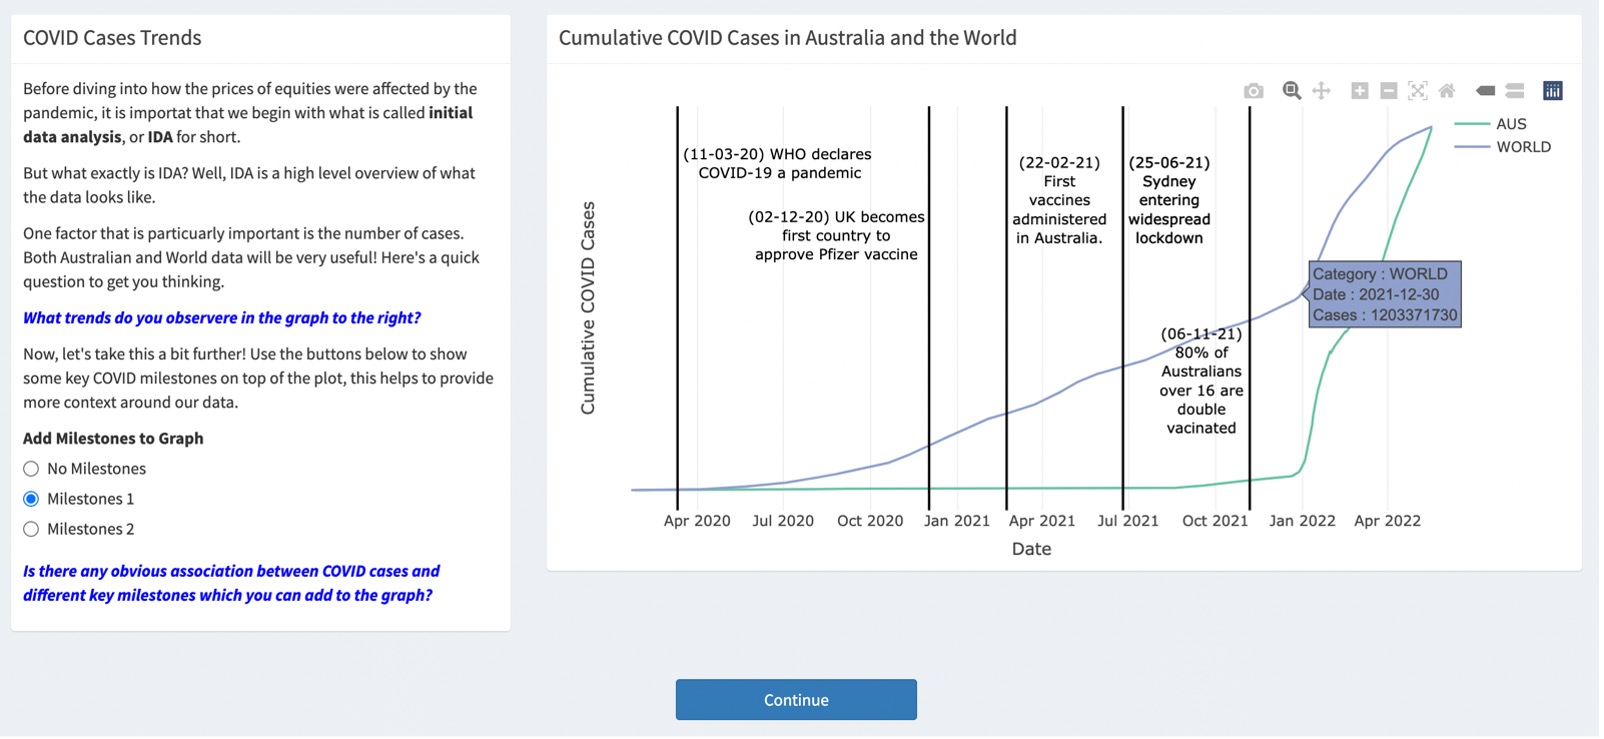 COVID Cases Trends
Before diving into how the prices of equities were affected by the
pandemic, it is importat that we begin with what is called initial
data analysis, or IDA for short.
But what exactly is IDA? Well, IDA is a high level overview of what
the data looks like.
One factor that is particuarly important is the number of cases.
Both Australian and World data will be very useful! Here's a quick
question to get you thinking.
What trends do you observere in the graph to the right?
Now, let's take this a bit further! Use the buttons below to show
some key COVID milestones on top of the plot, this helps to provide
more context around our data.
Add Milestones to Graph
No Milestones
Milestones 1
Milestones 2
Is there any obvious association between COVID cases and
different key milestones which you can add to the graph?
Cumulative COVID Cases in Australia and the World
AUS
WORLD
Cumulative COVID Cases
(11-03-20) WHO declares
COVID-19 a pandemic
(02-12-20) UK becomes
first country to
approve Pfizer vaccine
(22-02-21)
First
vaccines
administered
in Australia.
(25-06-21)
Sydney
entering
widespread
lockdown
(06-11-21)
80% of
Australians
over 16 are
double
vacinated
Category : WORLD
Date : 2021-12-30
Cases : 1203371730
Apr 2020 Jul 2020 Oct 2020 Jan 2021 Apr 2021 Jul 2021 Oct 2021 Jan 2022 Apr 2022
Date
Continue